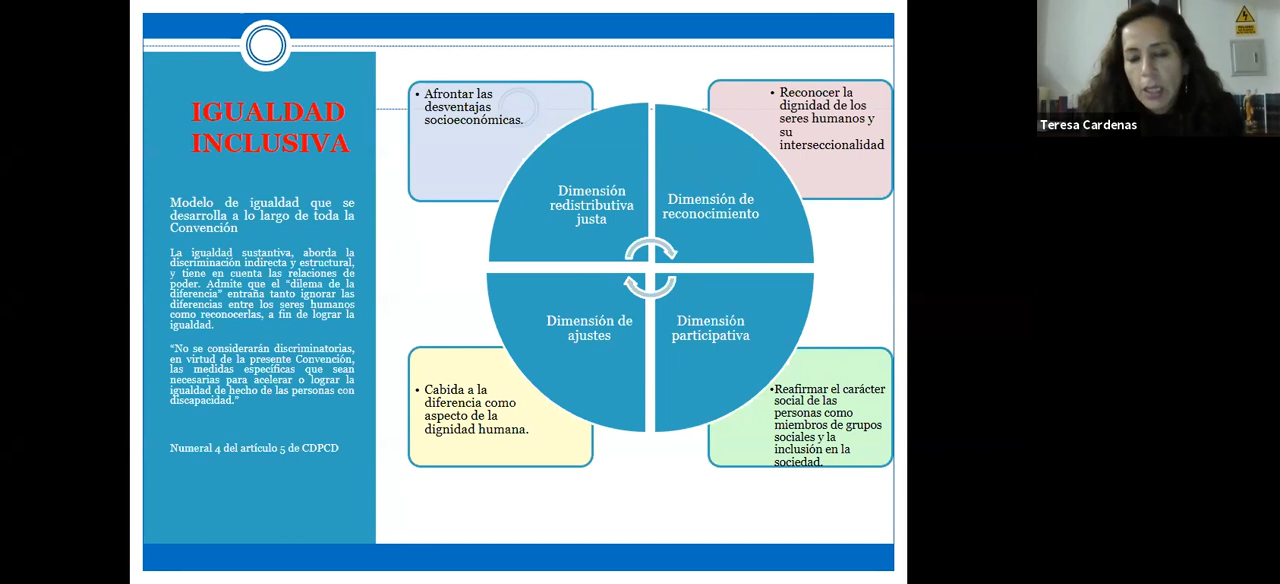 IGUALDAD
INCLUSIVA
Modelo de igualdad que se
desarrolla a lo largo de toda la
Convención
La igualdad sustantiva, aborda la
discriminación indirecta y estructural,
y tiene en cuenta las relaciones de
poder. Admite que el “dilema de la
diferencia” entraña tanto ignorar las
diferencias entre los seres humanos
como reconocerlas, a fin de lograr la
igualdad.
“No se considerarán discriminatorias,
en virtud de la presente Convención,
las medidas específicas que sean
necesarias para acelerar o lograr la
igualdad de hecho de las personas con
discapacidad.”
Numeral 4 del artículo 5 de CDPCD
• Afrontar las
desventajas
socioeconómicas.
• Reconocer la
dignidad de los
seres humanos y
su
interseccionalidad
Dimensión
redistributiva
justa
Dimensión de
reconocimiento
Dimensión de
ajustes
Dimensión
participativa
• Cabida a la
diferencia como
aspecto de la
dignidad humana.
•Reafirmar el carácter
social de las
personas como
miembros de grupos
sociales y la
inclusión en la
sociedad.
Teresa Cardenas